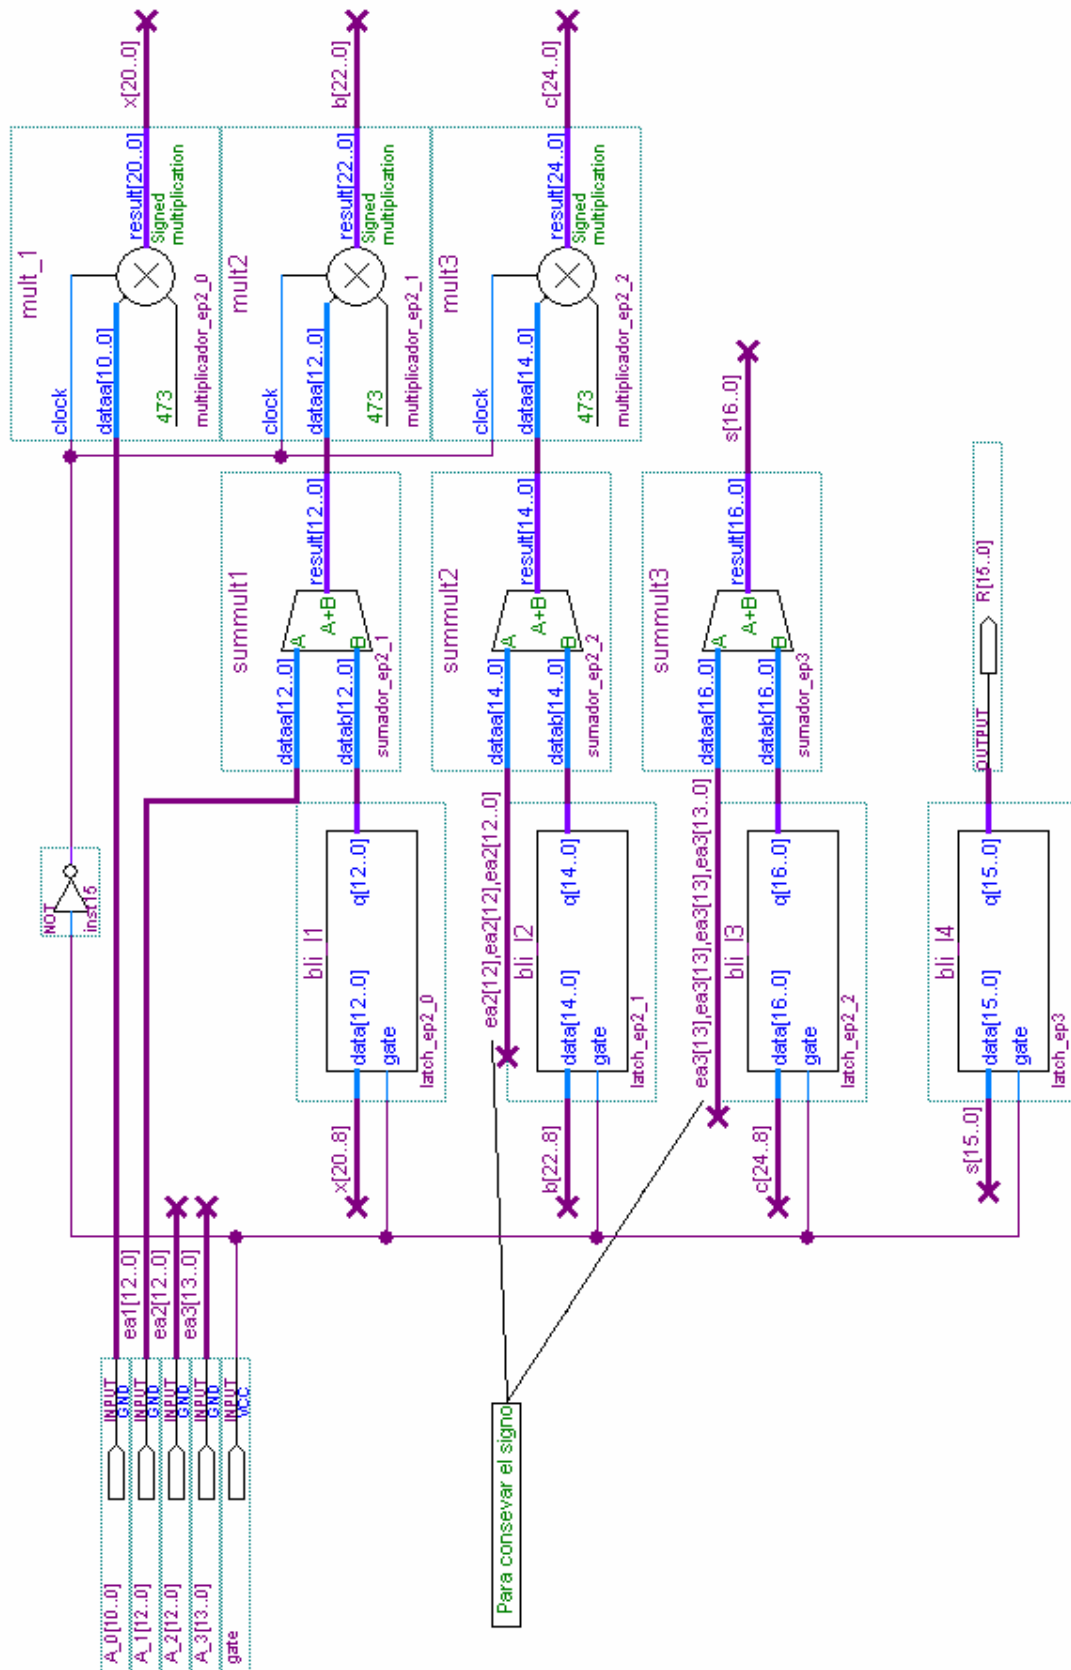 A_0[10..0]
INPUT
GND
A_1[12..0]
INPUT
GND
ea1[12..0]
A_2[12..0]
INPUT
GND
ea2[12..0]
A_3[13..0]
INPUT
GND
ea3[13..0]
gate
INPUT
VCC
NOT
inst15
mult_1
clock
dataa[10..0]
473
result[20..0]
Signed
multiplication
multiplicador_ep2_0
x[20..0]
mult2
clock
dataa[12..0]
473
result[22..0]
Signed
multiplication
multiplicador_ep2_1
b[22..0]
mult3
clock
dataa[14..0]
473
result[24..0]
Signed
multiplication
multiplicador_ep2_2
c[24..0]
summult1
dataa[12..0]
datab[12..0]
A
A+B
B
result[12..0]
sumador_ep2_1
x[20..8]
bli_l1
data[12..0]
gate
q[12..0]
latch_ep2_0
summult2
ea2[12],ea2[12],ea2[12..0]
dataa[14..0]
datab[14..0]
A
A+B
B
result[14..0]
sumador_ep2_2
b[22..8]
bli_l2
data[14..0]
gate
q[14..0]
latch_ep2_1
summult3
ea3[13],ea3[13],ea3[13],ea3[13..0]
dataa[16..0]
datab[16..0]
A
A+B
B
result[16..0]
sumador_ep3
s[16..0]
c[24..8]
bli_l3
data[16..0]
gate
q[16..0]
latch_ep2_2
Para consevar el signo
s[15..0]
bli_l4
data[15..0]
gate
q[15..0]
latch_ep3
OUTPUT
R[15..0]